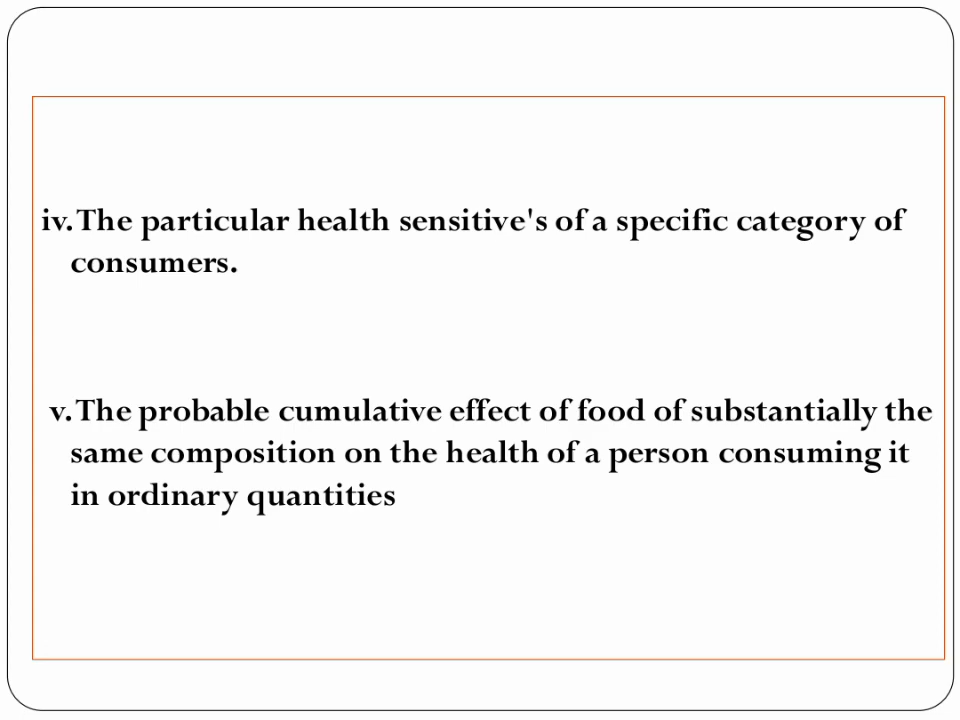 iv.The particular health sensitive's of a specific category of
consumers.
v.The probable cumulative effect of food of substantially the
same composition on the health of a person consuming it
in ordinary quantities